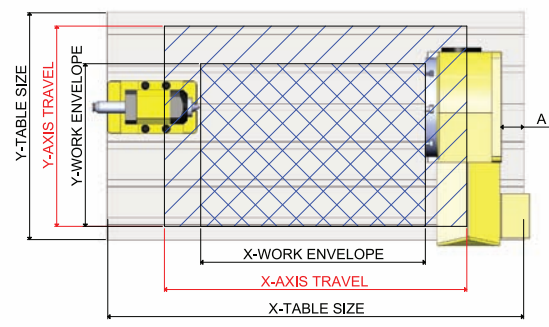 Y-TABLE SIZE
Y-AXIS TRAVEL
Y-WORK ENVELOPE
A
X-WORK ENVELOPE
X-AXIS TRAVEL
X-TABLE SIZE